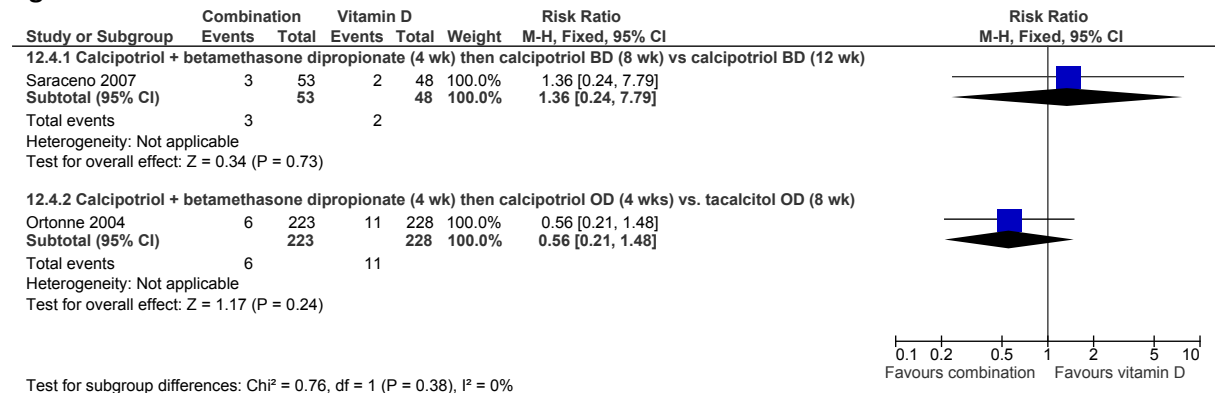 Combination Vitamin D Risk Ratio Risk Ratio
Study or Subgroup Events Total Events Total Weight M-H, Fixed, 95% CI M-H, Fixed, 95% CI
12.4.1 Calcipotriol + betamethasone dipropionate (4 wk) then calcipotriol BD (8 wk) vs calcipotriol BD (12 wk)
Saraceno 2007 3 53 2 48 100.0% 1.36 [0.24, 7.79]
Subtotal (95% CI) 53 48 100.0% 1.36 [0.24, 7.79]
Total events 3 2
Heterogeneity: Not applicable
Test for overall effect: Z = 0.34 (P = 0.73)
12.4.2 Calcipotriol + betamethasone dipropionate (4 wk) then calcipotriol OD (4 wks) vs. tacalcitol OD (8 wk)
Ortonne 2004 6 223 11 228 100.0% 0.56 [0.21, 1.48]
Subtotal (95% CI) 223 228 100.0% 0.56 [0.21, 1.48]
Total events 6 11
Heterogeneity: Not applicable
Test for overall effect: Z = 1.17 (P = 0.24)
0.1 0.2 0.5 1 2 5 10
Favours combination Favours vitamin D
Test for subgroup differences: Chi² = 0.76, df = 1 (P = 0.38), I² = 0%